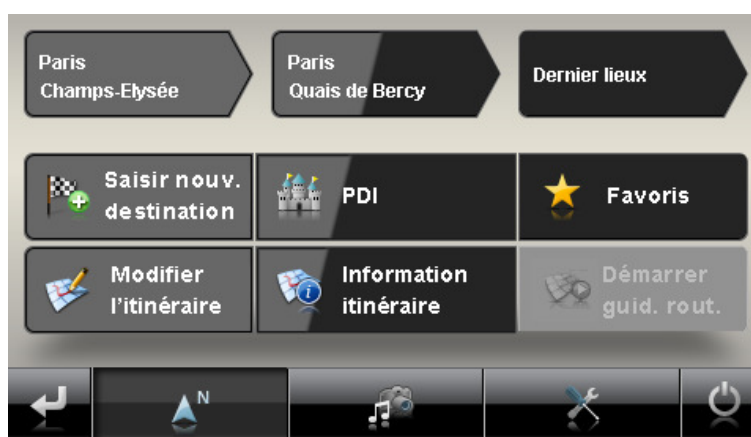 Paris
Champs-Elysée
Paris
Quais de Bercy
Dernier lieux
Saisir nouv.
destination
PDI
Favoris
Modifier
l'itinéraire
Information
itinéraire
Démarrer
guid. rout.
N